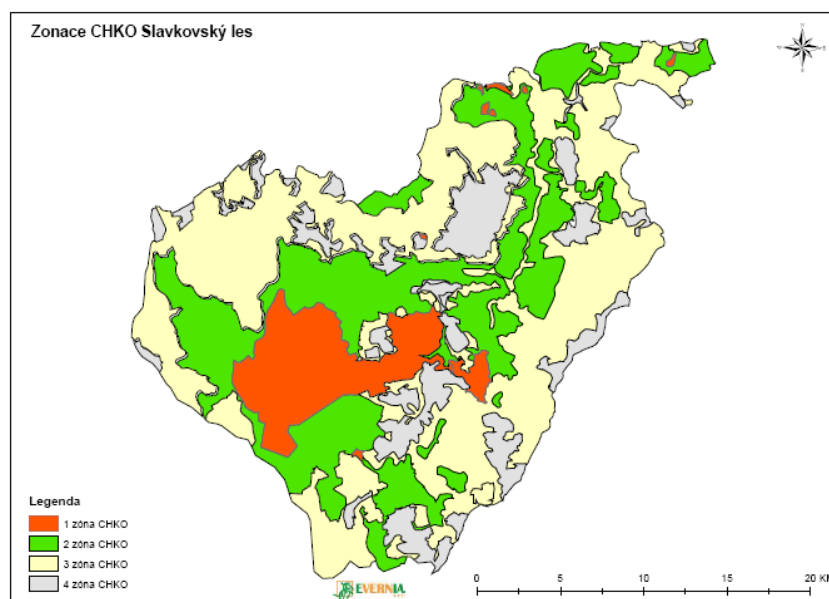 Zonace CHKO Slavkovský les
N
Legenda
1 zóna CHKO
2 zóna CHKO
3 zóna CHKO
4 zóna CHKO
EVERNIA
0 5 10 15 20 K